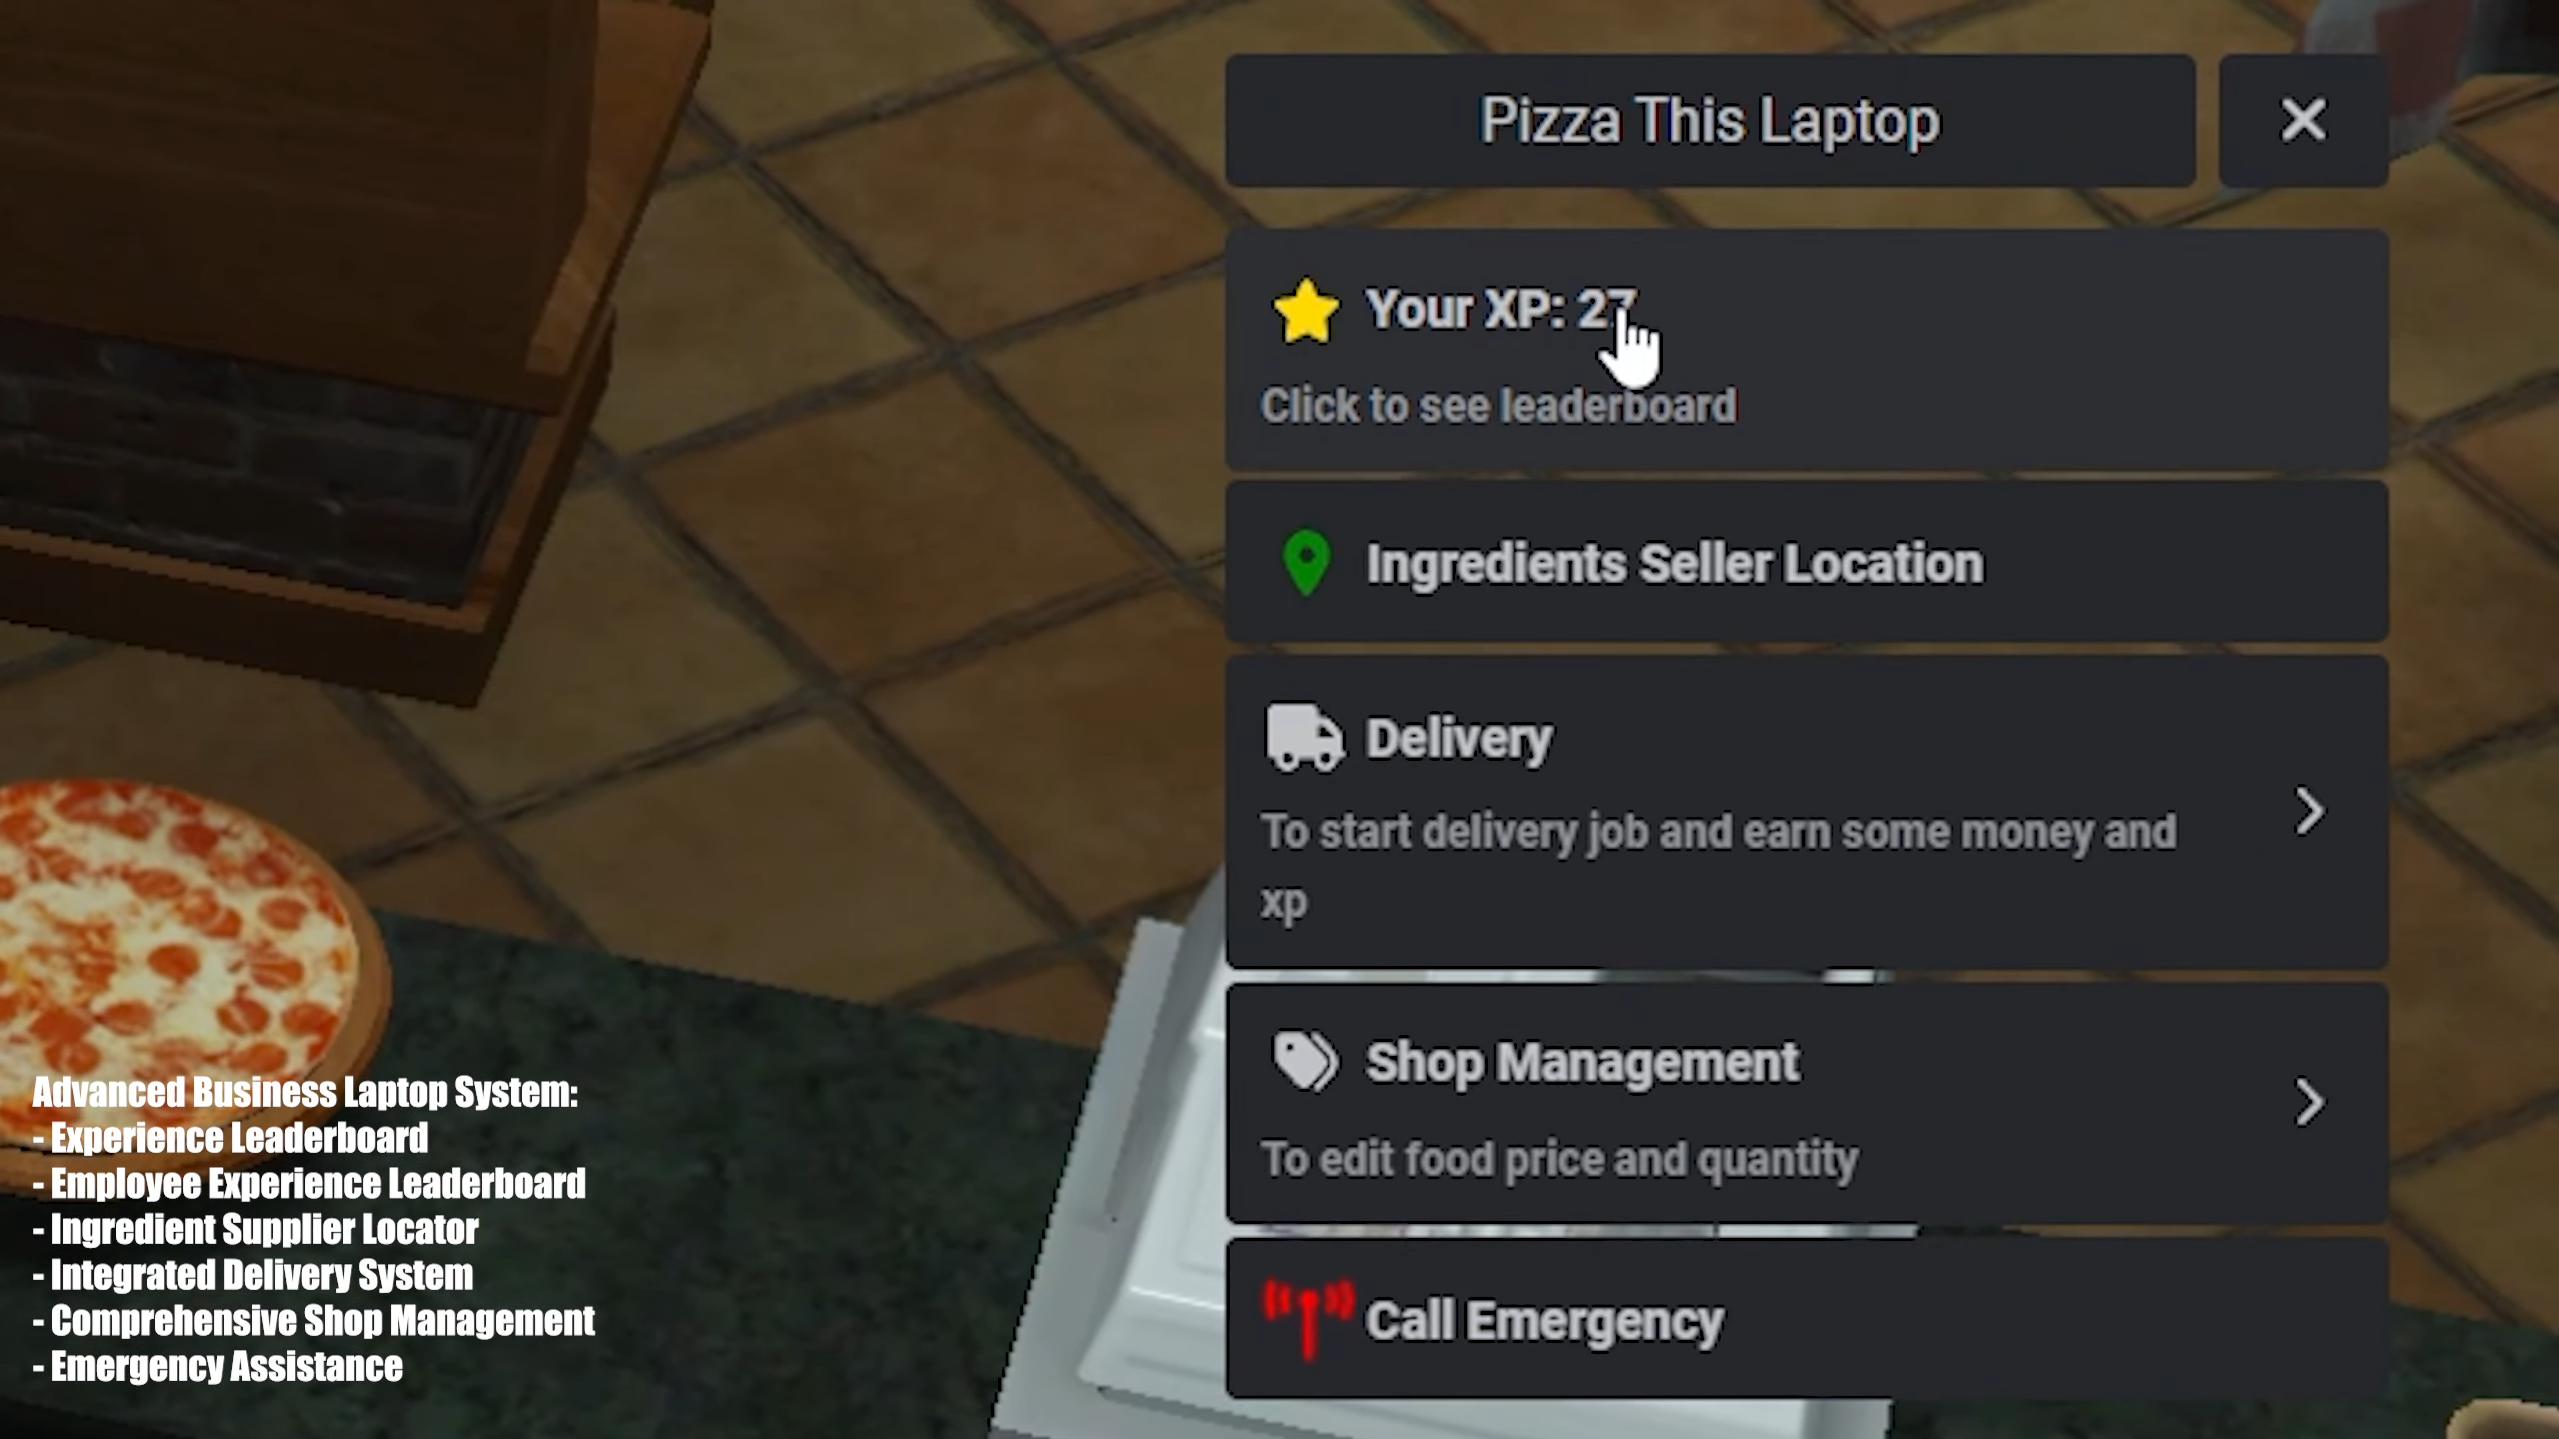 Pizza This Laptop
Your XP: 27
Click to see leaderboard
Ingredients Seller Location
Delivery
To start delivery job and earn some money and
xp
Shop Management
To edit food price and quantity
Call Emergency
Advanced Business Laptop System:
- Experience Leaderboard
- Employee Experience Leaderboard
- Ingredient Supplier Locator
- Integrated Delivery System
- Comprehensive Shop Management
- Emergency Assistance